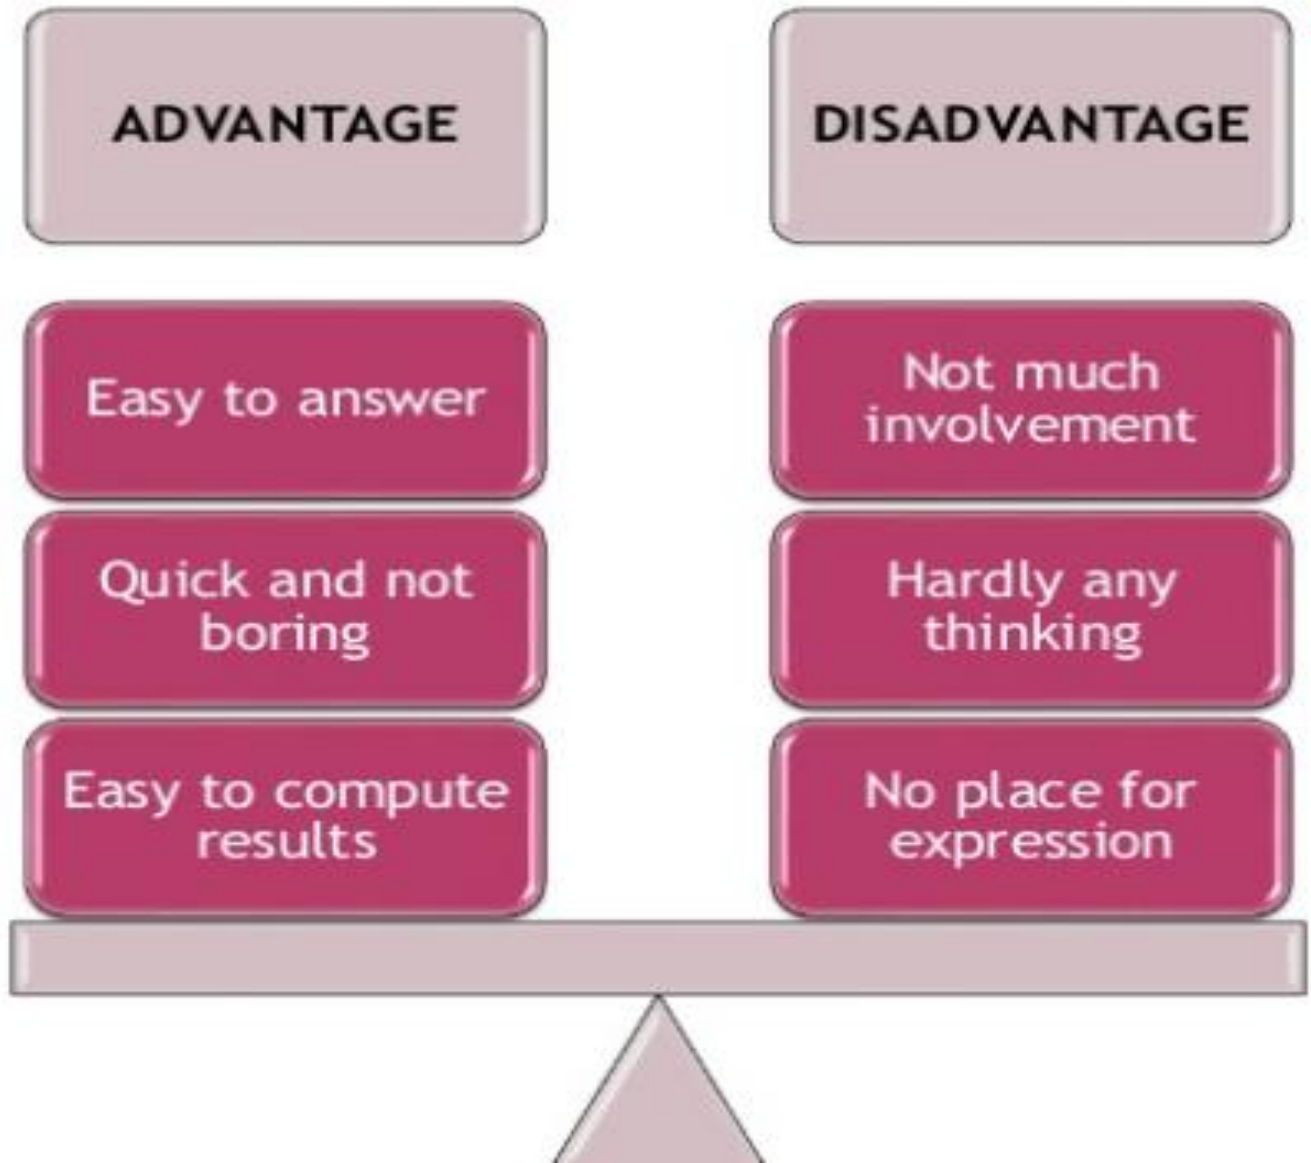 ADVANTAGE
Easy to answer
Quick and not
boring
Easy to compute
results
DISADVANTAGE
Not much
involvement
Hardly any
thinking
No place for
expression